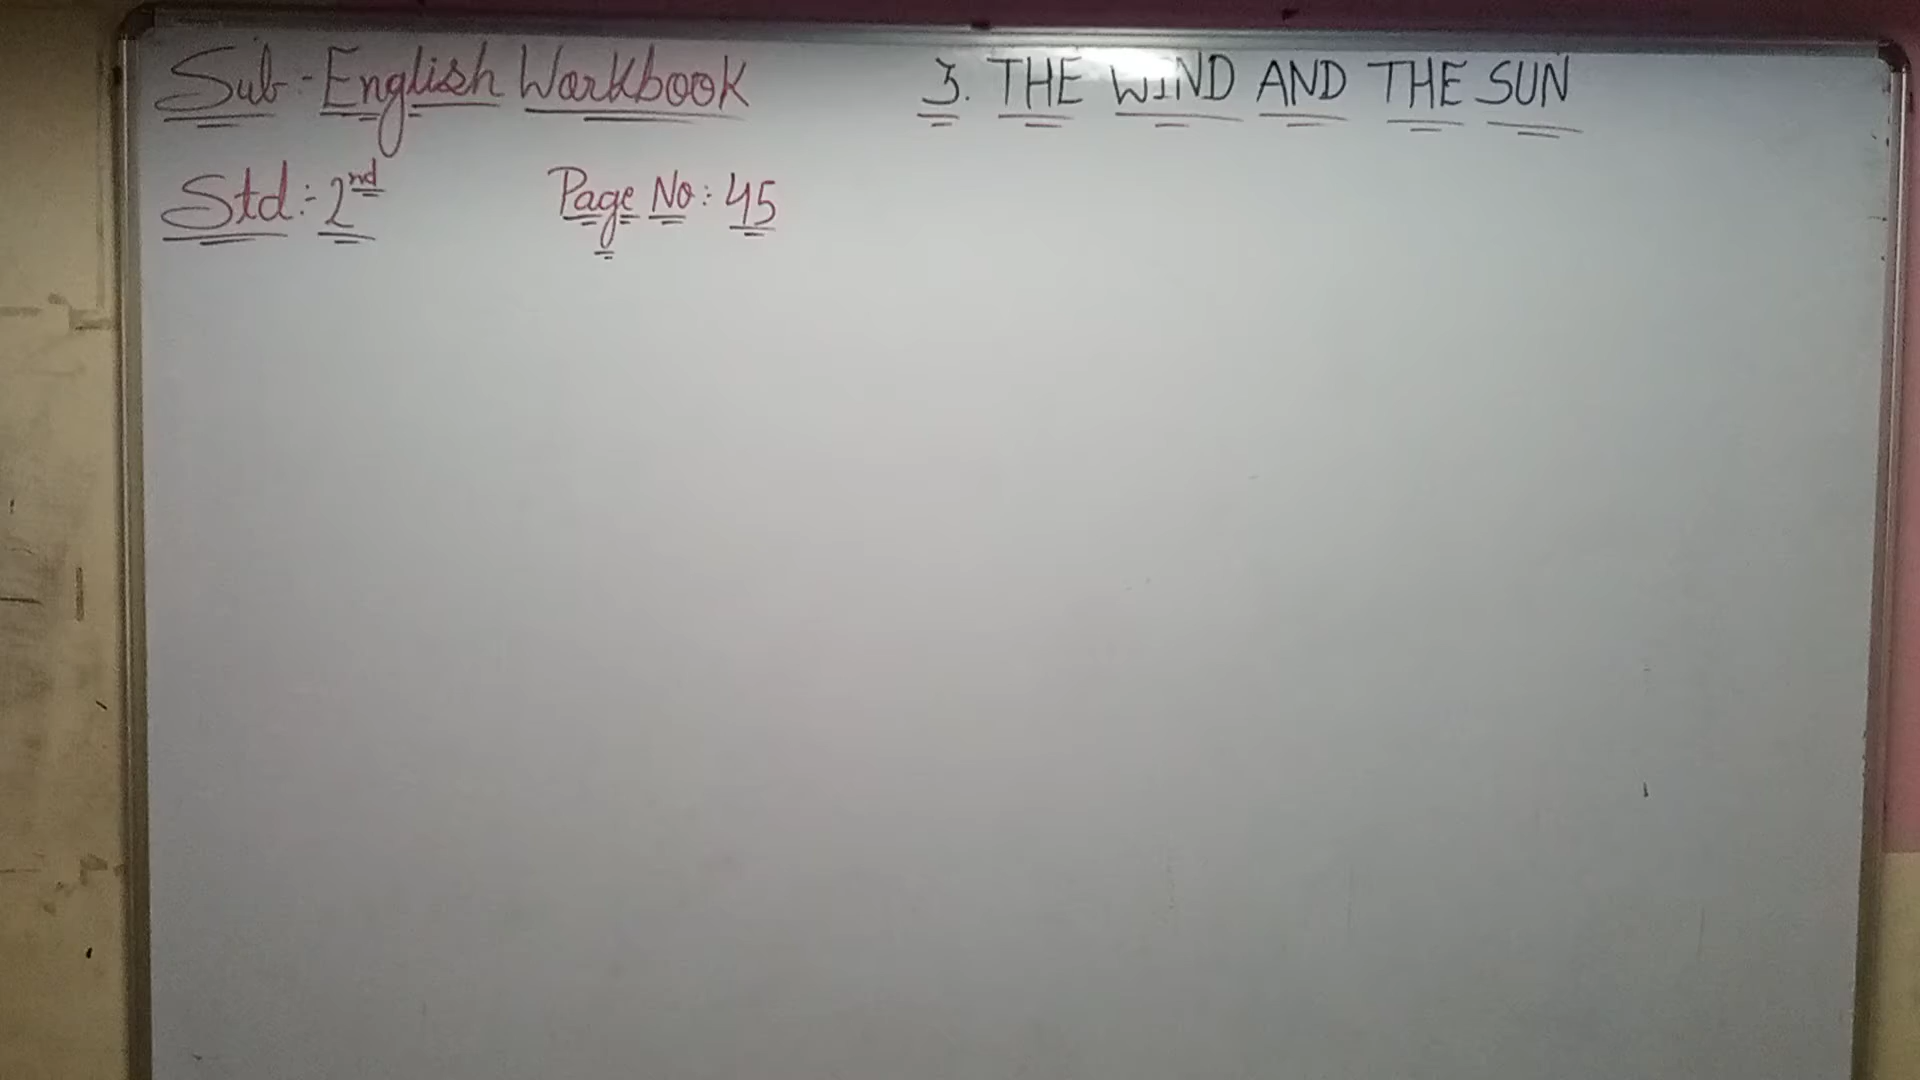 Sub - English Workbook
3. THE WIND AND THE SUN
Std:- 2nd
Page No: 45